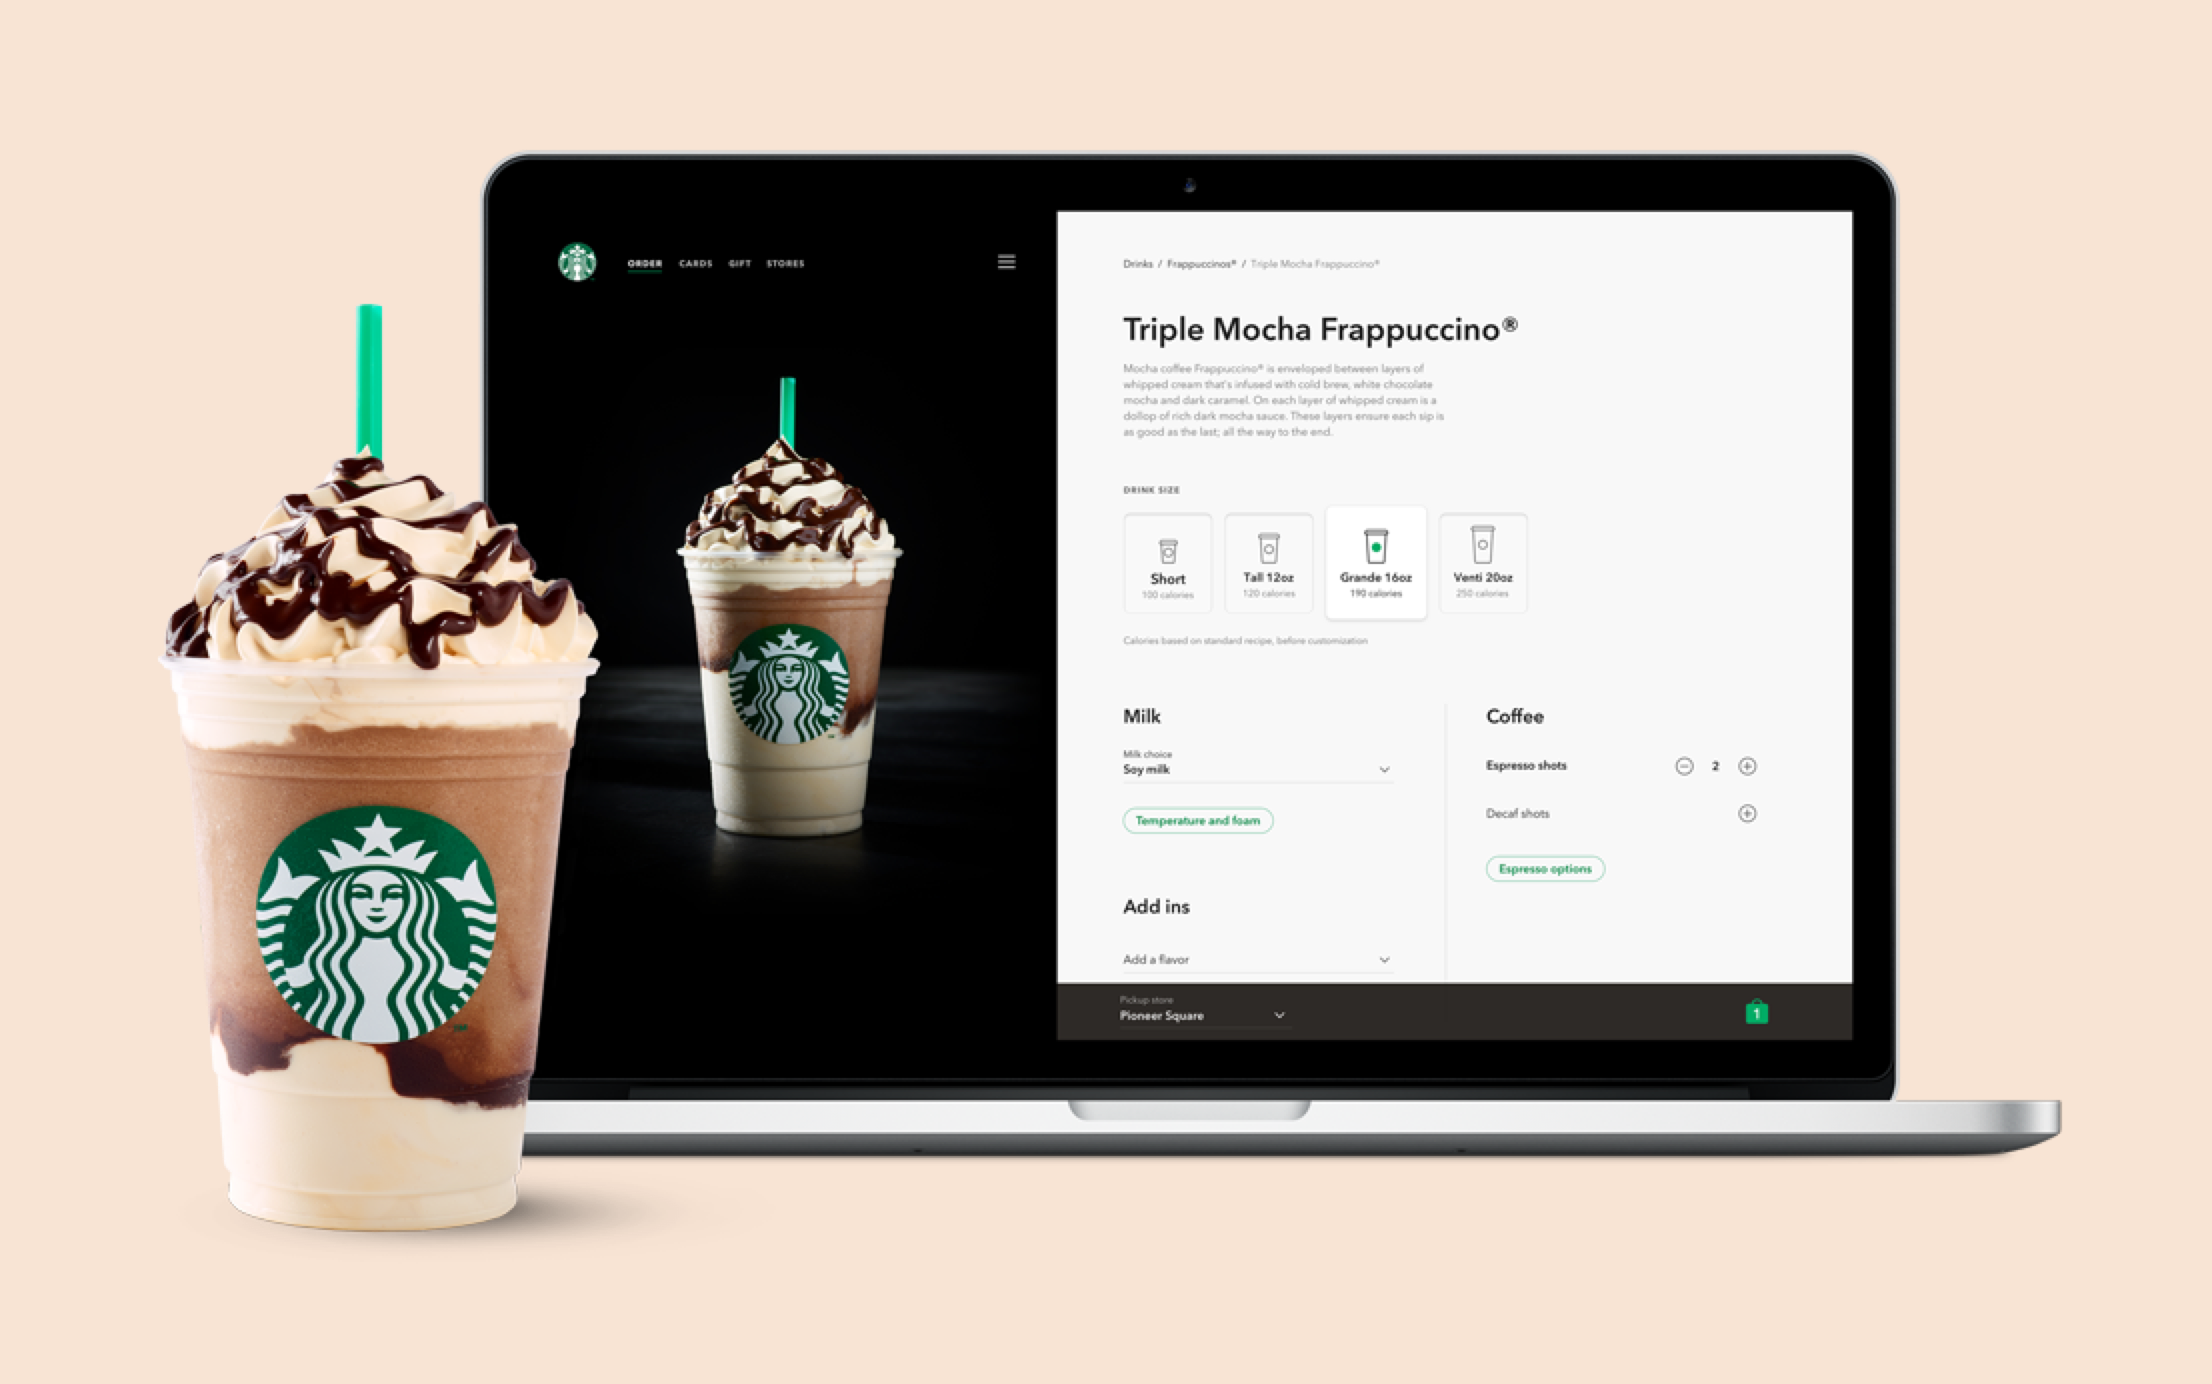 ORDER CARDS GIFT STORES
Drinks / Frappuccinos® / Triple Mocha Frappuccino®
Triple Mocha Frappuccino®
Mocha coffee Frappuccino® is enveloped between layers of
whipped cream that's infused with cold brew, white chocolate
mocha and dark caramel. On each layer of whipped cream is a
dollop of rich dark mocha sauce. These layers ensure each sip is
as good as the last; all the way to the end.
DRINK SIZE
Short
100 calories
Tall 12oz
120 calories
Grande 16oz
190 calories
Venti 20oz
250 calories
Calories based on standard recipe, before customization
Milk
Milk choice
Soy milk
Temperature and foam
Add ins
Add a flavor
Coffee
Espresso shots 2
Decaf shots
Espresso options
Pickup store
Pioneer Square
1